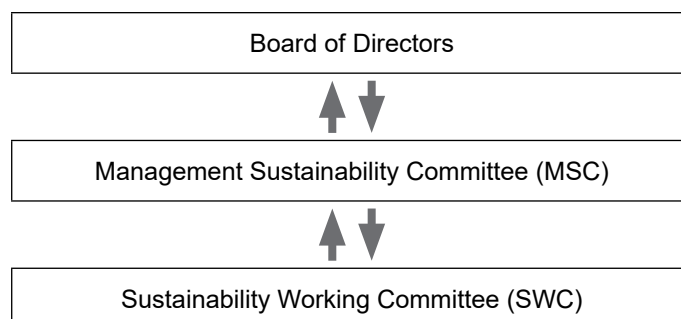 Board of Directors
Management Sustainability Committee (MSC)
Sustainability Working Committee (SWC)